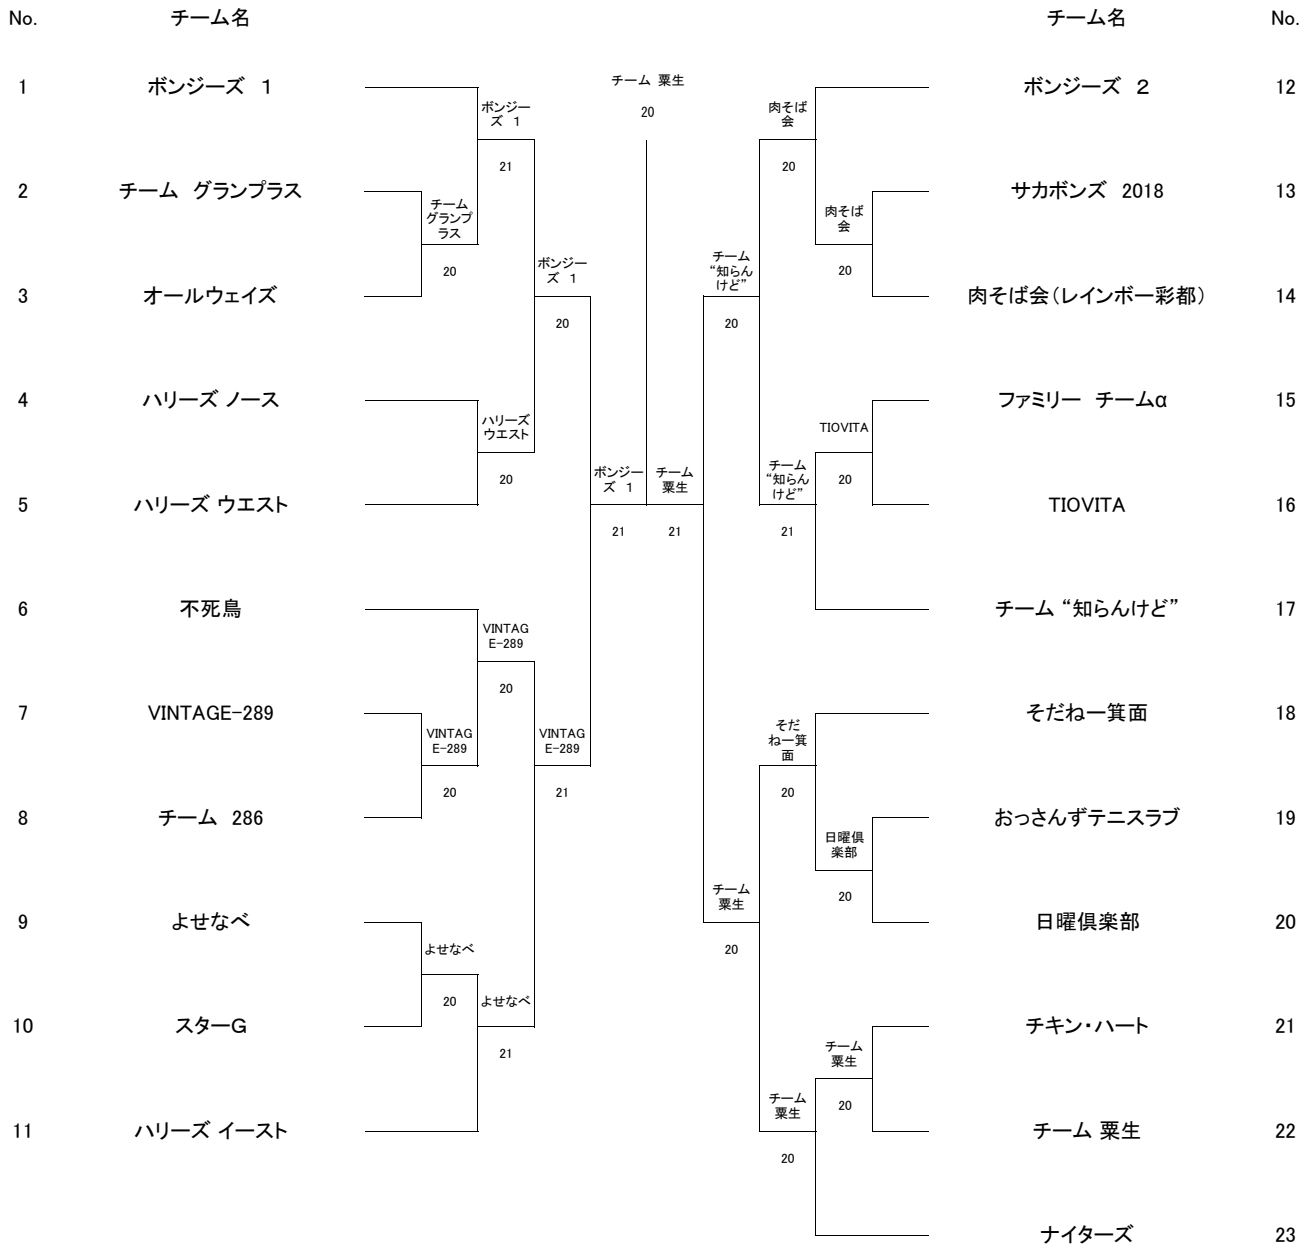 No. チーム名 チーム名 No.
1 ボンジーズ 1 チーム 粟生 ボンジーズ 2 12
ボンジー
ズ 1
肉そば
会
20
21
20
2 チーム グランプラス サカボンズ 2018 13
チーム
グランプ
ラス
肉そば
会
20
20
ボンジー
ズ 1
チーム
“知らん
けど”
3 オールウェイズ 肉そば会（レインボー彩都） 14
20
20
4 ハリーズ ノース ファミリー チームα 15
ハリーズ
ウエスト
TIOVITA
20
20
ボンジー
ズ 1
チーム
粟生
チーム
“知らん
けど”
5 ハリーズ ウエスト TIOVITA 16
21
21
21
6 不死鳥 チーム “知らんけど” 17
VINTAG
E-289
20
7 VINTAGE-289 そだねー箕面 18
VINTAG
E-289
VINTAG
E-289
そだ
ねー箕
面
20
21
20
8 チーム 286 おっさんずテニスラブ 19
日曜倶
楽部
20
チーム
粟生
9 よせなべ 日曜倶楽部 20
よせなべ
20
20
よせなべ
10 スターG チキン・ハート 21
21
チーム
粟生
20
チーム
粟生
11 ハリーズ イースト チーム 粟生 22
20
ナイターズ 23